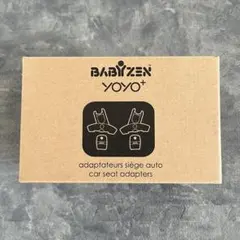 BABYZEN
YOYO+
adaptateurs siège auto
car seat adapters